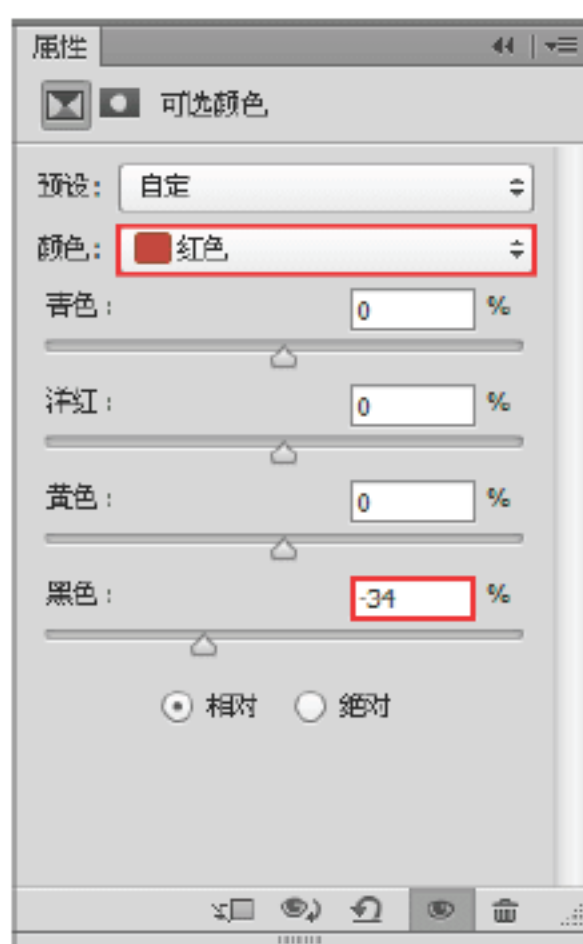 属性
可选颜色
预设： 自定
颜色： 红色
青色： 0 %
洋红： 0 %
黄色： 0 %
黑色： -34 %
相对 绝对